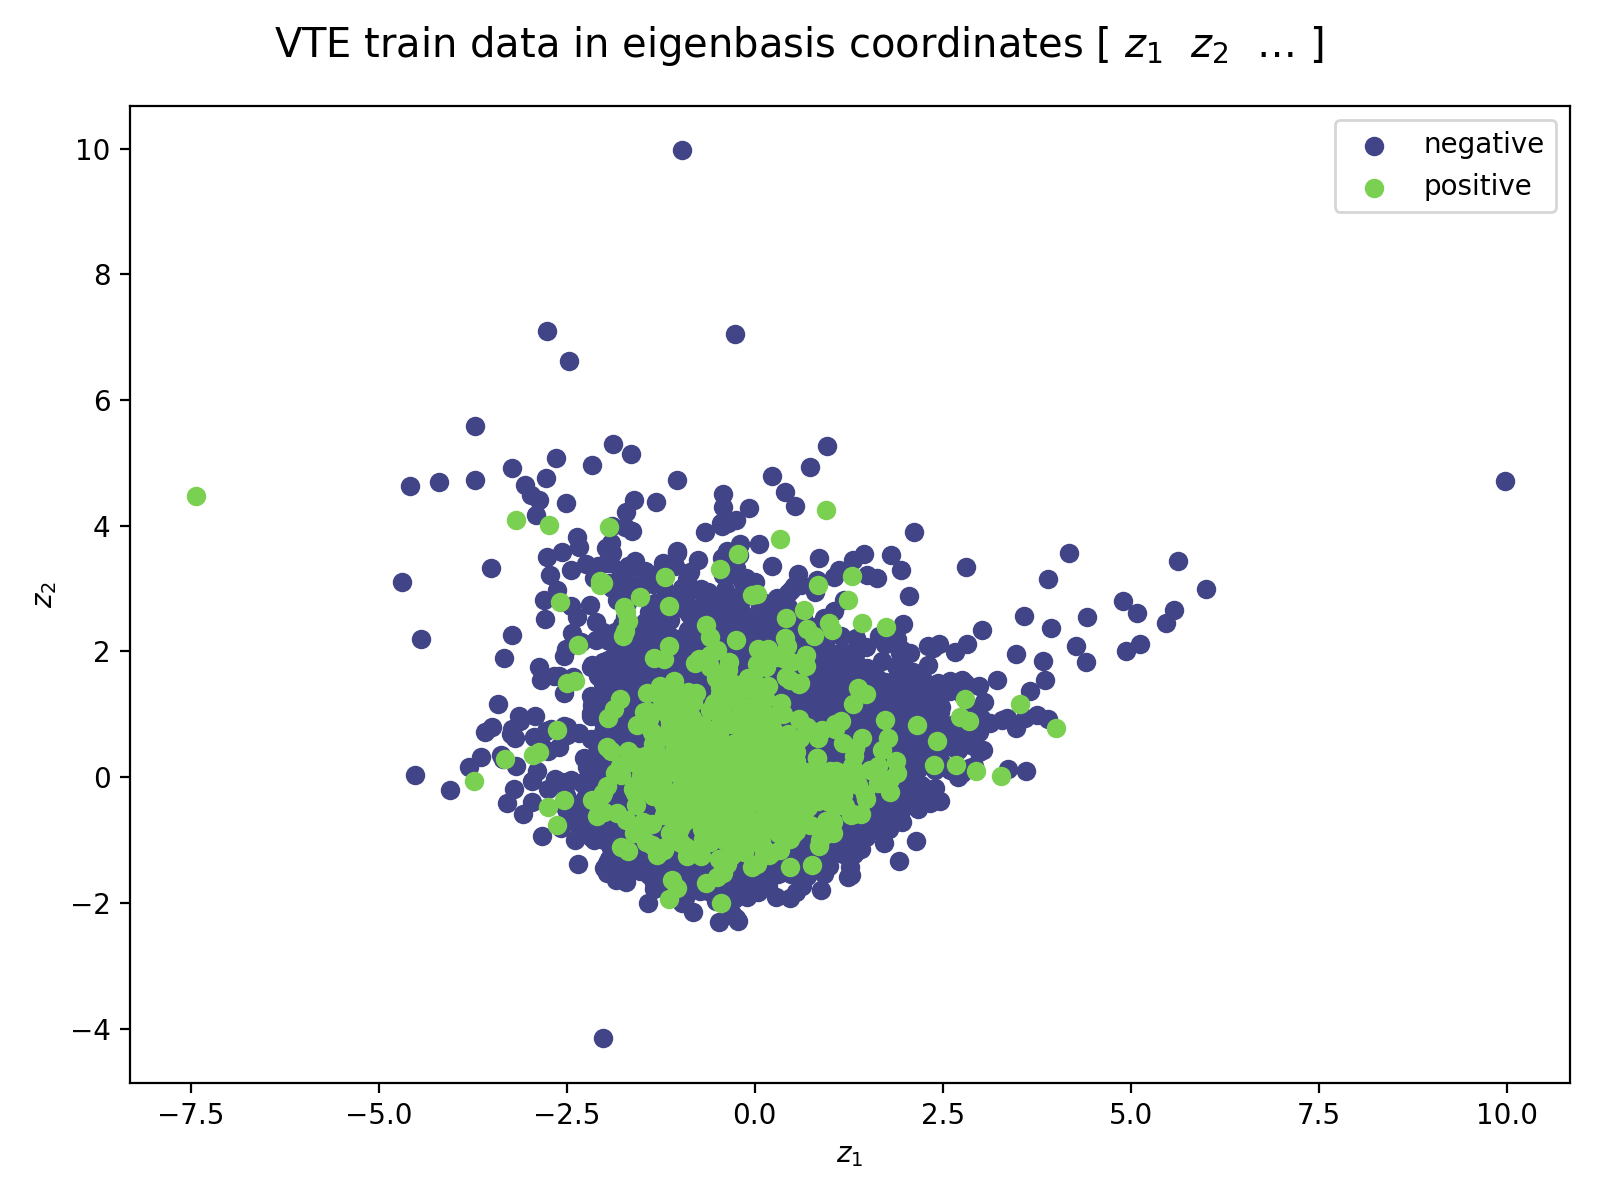 VTE train data in eigenbasis coordinates [ z₁ z₂ ... ]
negative
positive
10
8
6
4
2
0
−2
−4
z₂
−7.5 −5.0 −2.5 0.0 2.5 5.0 7.5 10.0
z₁